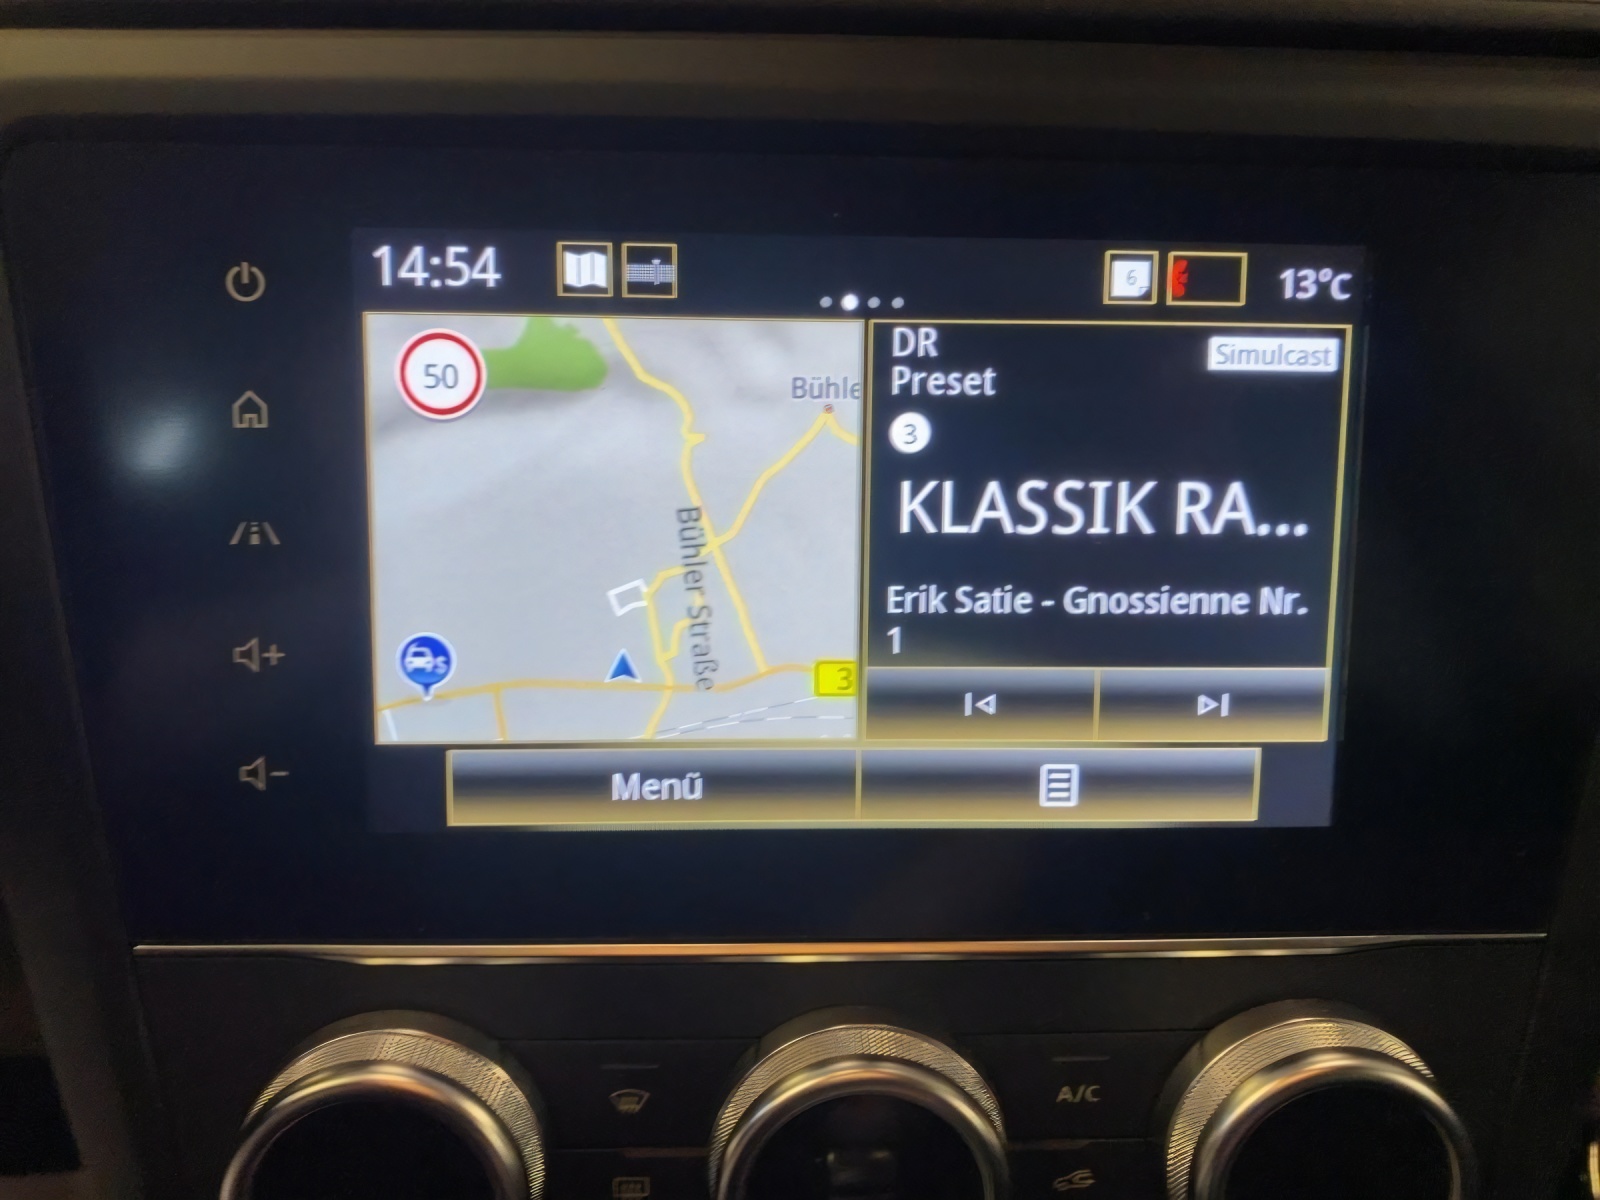 14:54
6
13°C
50
Bühle
Bühler Straße
S
3
DR
Simulcast
Preset
3
KLASSIK RA...
Erik Satie - Gnossienne Nr.
1
Menü
A/C